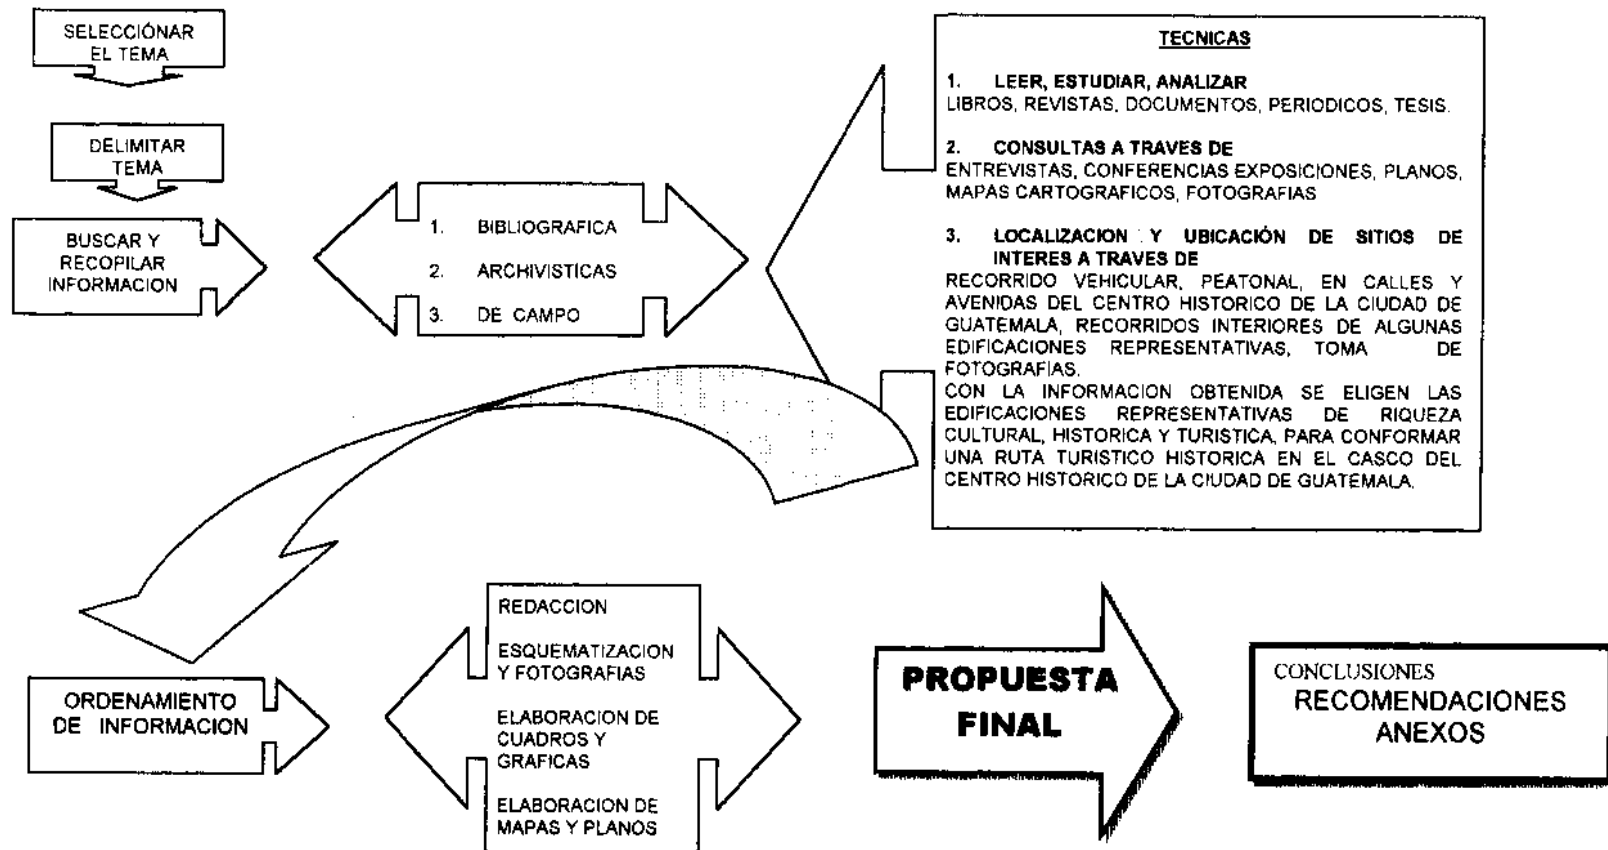 SELECCIÓNAR
EL TEMA
DELIMITAR
TEMA
BUSCAR Y
RECOPILAR
INFORMACION
1. BIBLIOGRAFICA
2. ARCHIVISTICAS
3. DE CAMPO
TECNICAS
1. LEER, ESTUDIAR, ANALIZAR
LIBROS, REVISTAS, DOCUMENTOS, PERIODICOS, TESIS.
2. CONSULTAS A TRAVES DE
ENTREVISTAS, CONFERENCIAS EXPOSICIONES, PLANOS,
MAPAS CARTOGRAFICOS, FOTOGRAFIAS
3. LOCALIZACION Y UBICACIÓN DE SITIOS DE
INTERES A TRAVES DE
RECORRIDO VEHICULAR, PEATONAL, EN CALLES Y
AVENIDAS DEL CENTRO HISTORICO DE LA CIUDAD DE
GUATEMALA, RECORRIDOS INTERIORES DE ALGUNAS
EDIFICACIONES REPRESENTATIVAS, TOMA DE
FOTOGRAFIAS.
CON LA INFORMACION OBTENIDA SE ELIGEN LAS
EDIFICACIONES REPRESENTATIVAS DE RIQUEZA
CULTURAL, HISTORICA Y TURISTICA, PARA CONFORMAR
UNA RUTA TURISTICO HISTORICA EN EL CASCO DEL
CENTRO HISTORICO DE LA CIUDAD DE GUATEMALA.
ORDENAMIENTO
DE INFORMACION
REDACCION
ESQUEMATIZACION
Y FOTOGRAFIAS
ELABORACION DE
CUADROS Y
GRAFICAS
ELABORACION DE
MAPAS Y PLANOS
PROPUESTA
FINAL
CONCLUSIONES
RECOMENDACIONES
ANEXOS